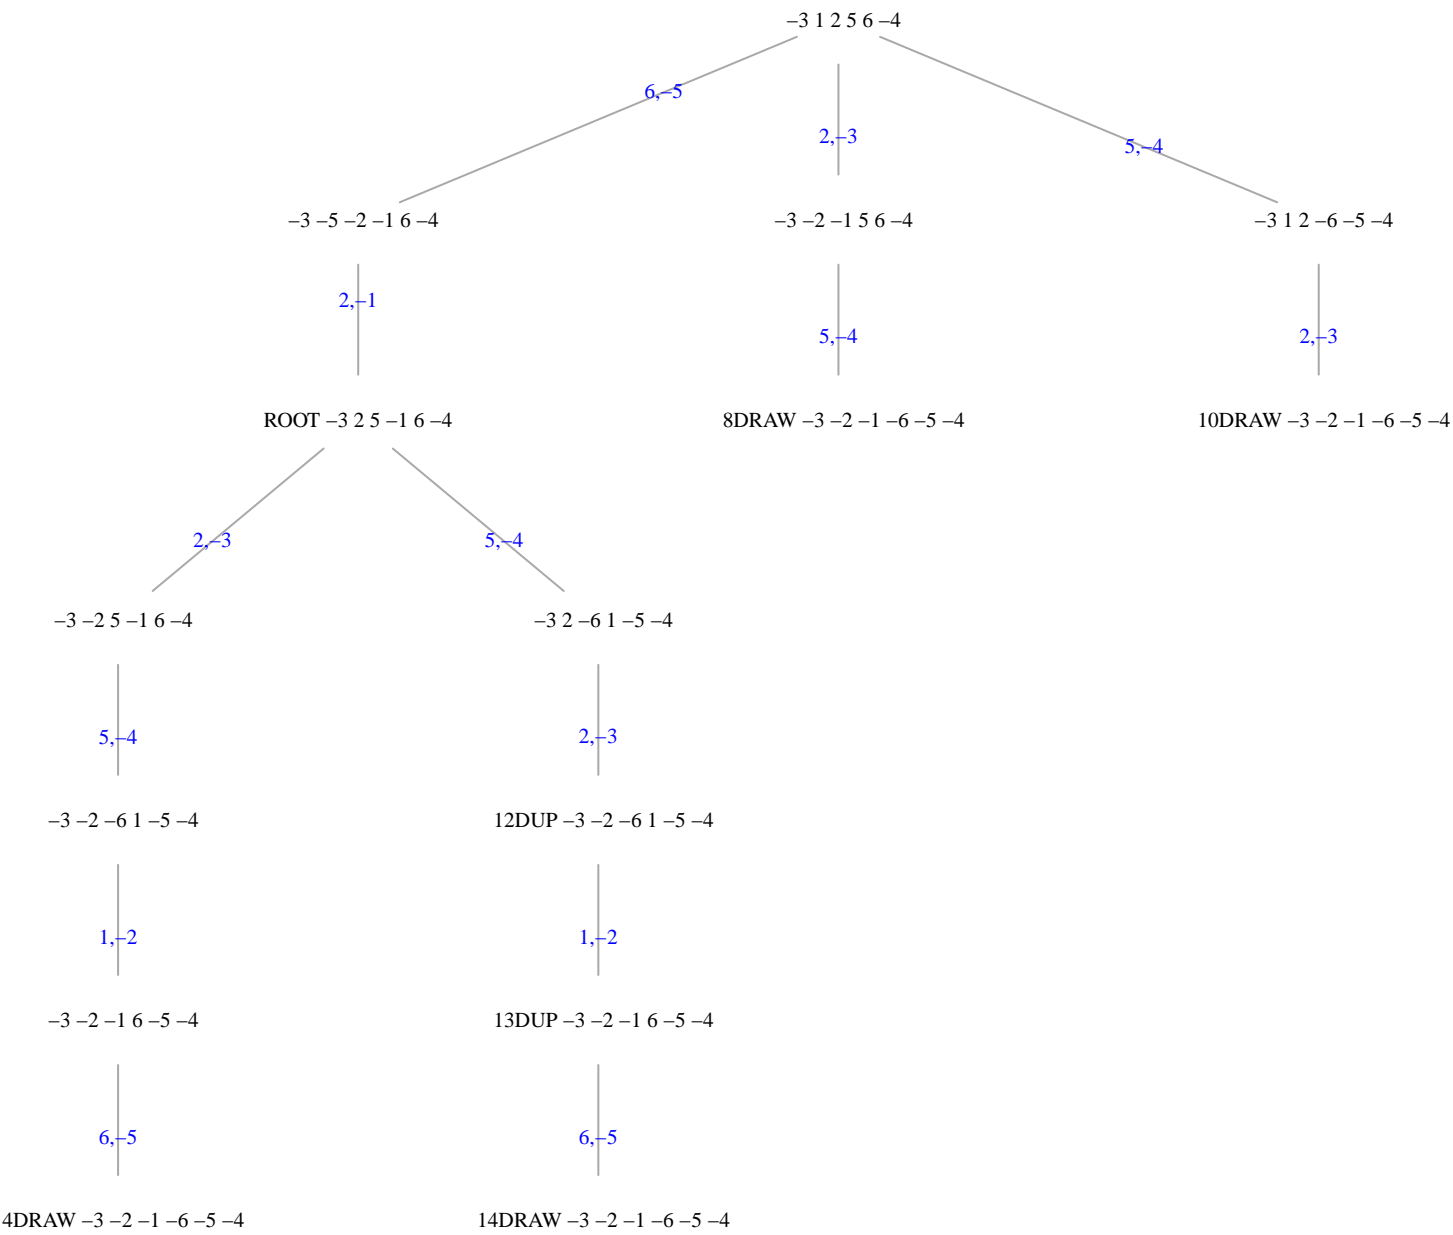 –3 1 2 5 6 –4
6,–5
2,–3
5,–4
–3 –5 –2 –1 6 –4
–3 –2 –1 5 6 –4
–3 1 2 –6 –5 –4
2,–1
5,–4
2,–3
ROOT –3 2 5 –1 6 –4
8DRAW –3 –2 –1 –6 –5 –4
10DRAW –3 –2 –1 –6 –5 –4
2,–3
5,–4
–3 –2 5 –1 6 –4
–3 2 –6 1 –5 –4
5,–4
2,–3
–3 –2 –6 1 –5 –4
12DUP –3 –2 –6 1 –5 –4
1,–2
1,–2
–3 –2 –1 6 –5 –4
13DUP –3 –2 –1 6 –5 –4
6,–5
6,–5
4DRAW –3 –2 –1 –6 –5 –4
14DRAW –3 –2 –1 –6 –5 –4